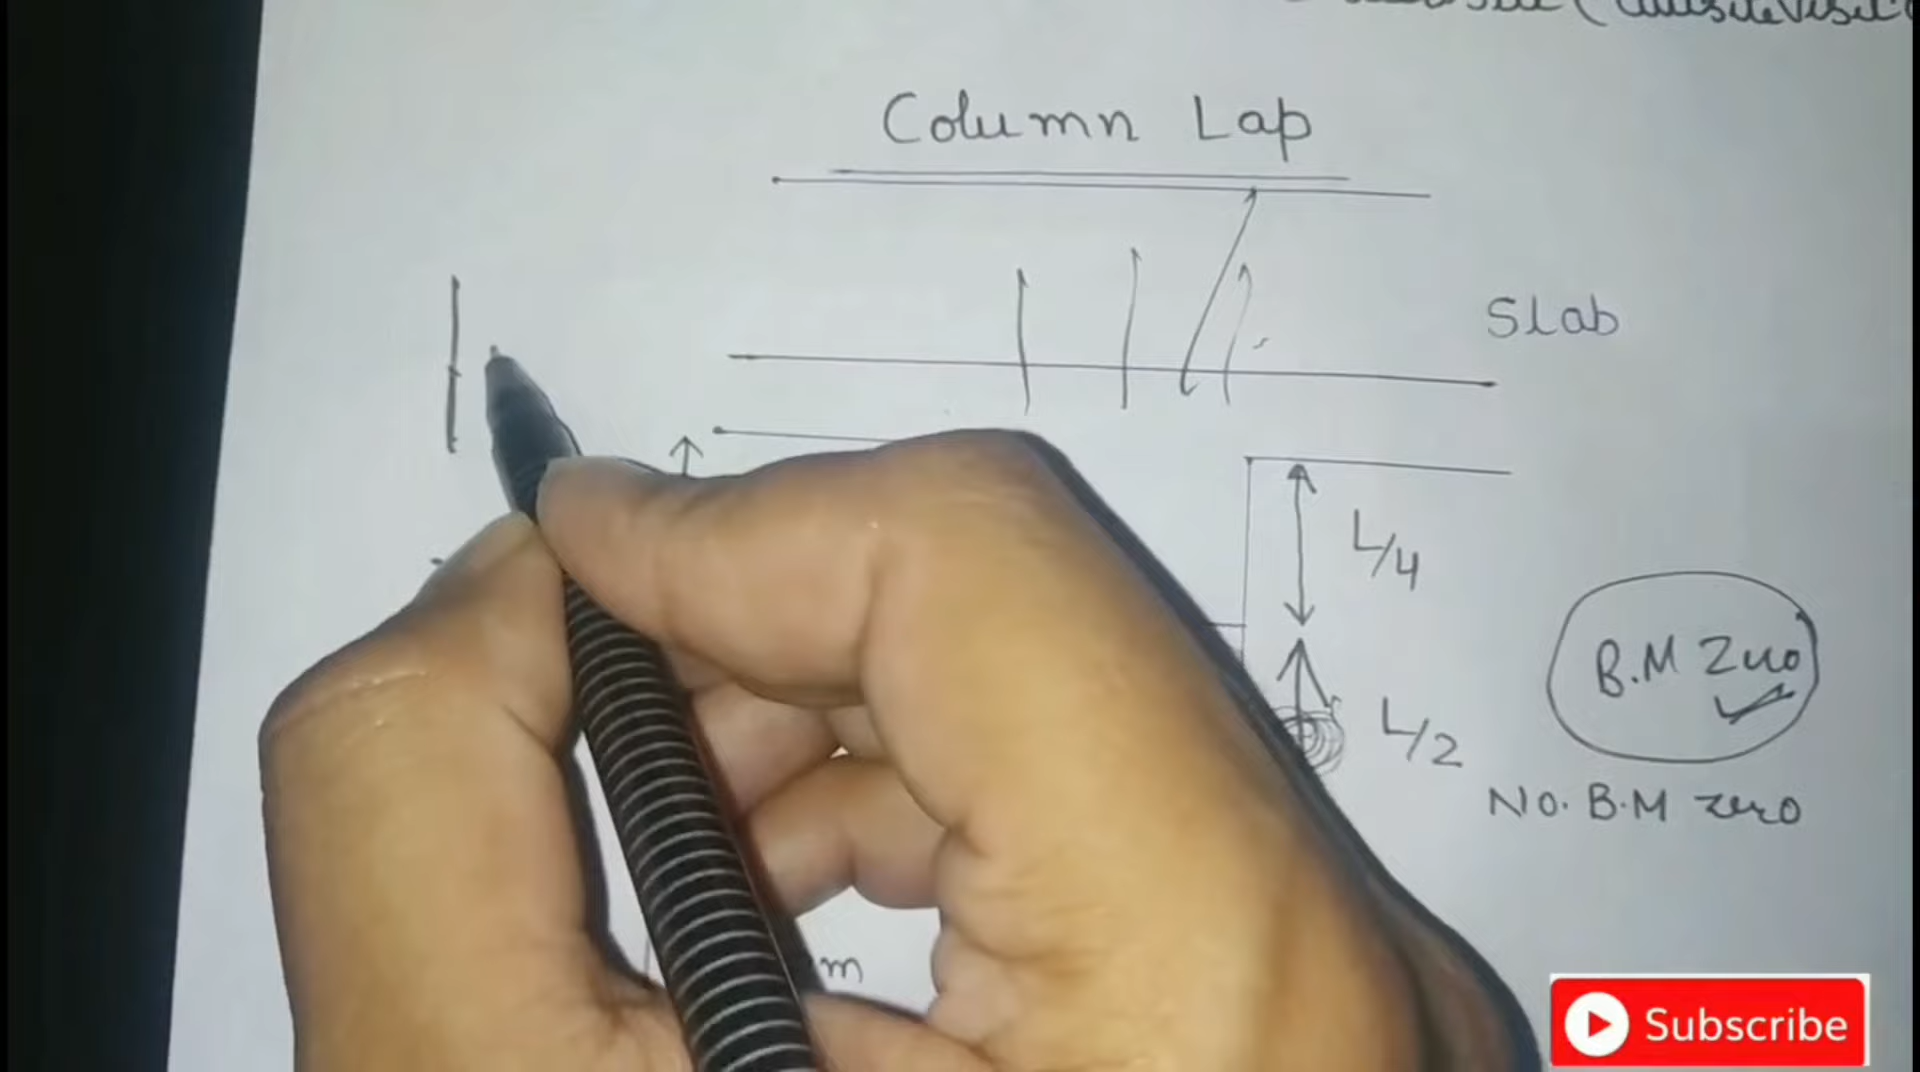 Column Lap
Slab
L/4
B.M Zero
L/2
No. B.M zero
m
Subscribe